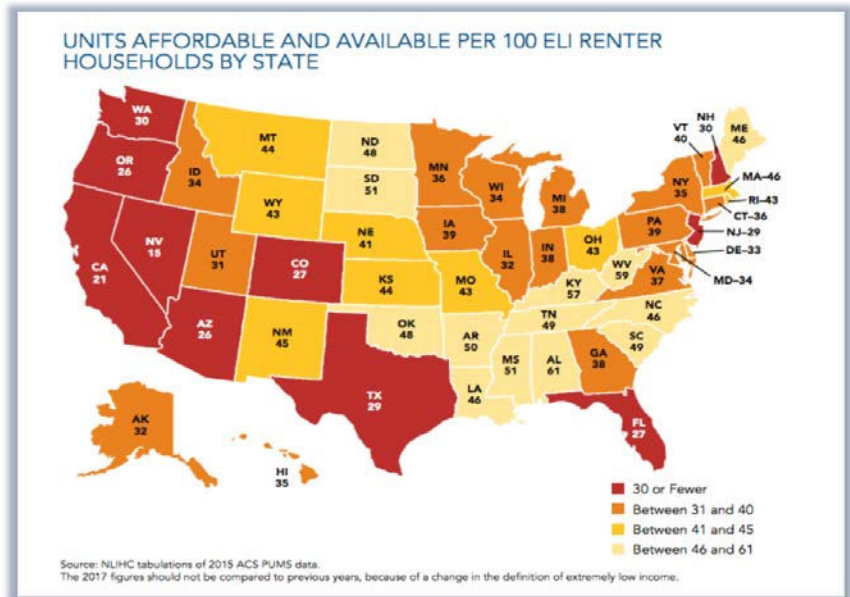 UNITS AFFORDABLE AND AVAILABLE PER 100 ELI RENTER
HOUSEHOLDS BY STATE
WA
30
OR
26
CA
21
NV
15
ID
34
MT
44
WY
43
UT
31
CO
27
AZ
26
NM
45
ND
48
SD
51
NE
41
KS
44
OK
48
TX
29
MN
36
IA
39
MO
43
AR
50
LA
46
WI
34
IL
32
MI
38
IN
38
OH
43
KY
57
TN
49
MS
51
AL
61
GA
38
FL
27
SC
49
NC
46
VA
37
WV
59
PA
39
NY
35
VT
40
NH
30
ME
46
MA–46
RI–43
CT–36
NJ–29
DE–33
MD–34
AK
32
HI
35
30 or Fewer
Between 31 and 40
Between 41 and 45
Between 46 and 61
Source: NLIHC tabulations of 2015 ACS PUMS data.
The 2017 figures should not be compared to previous years, because of a change in the definition of extremely low income.